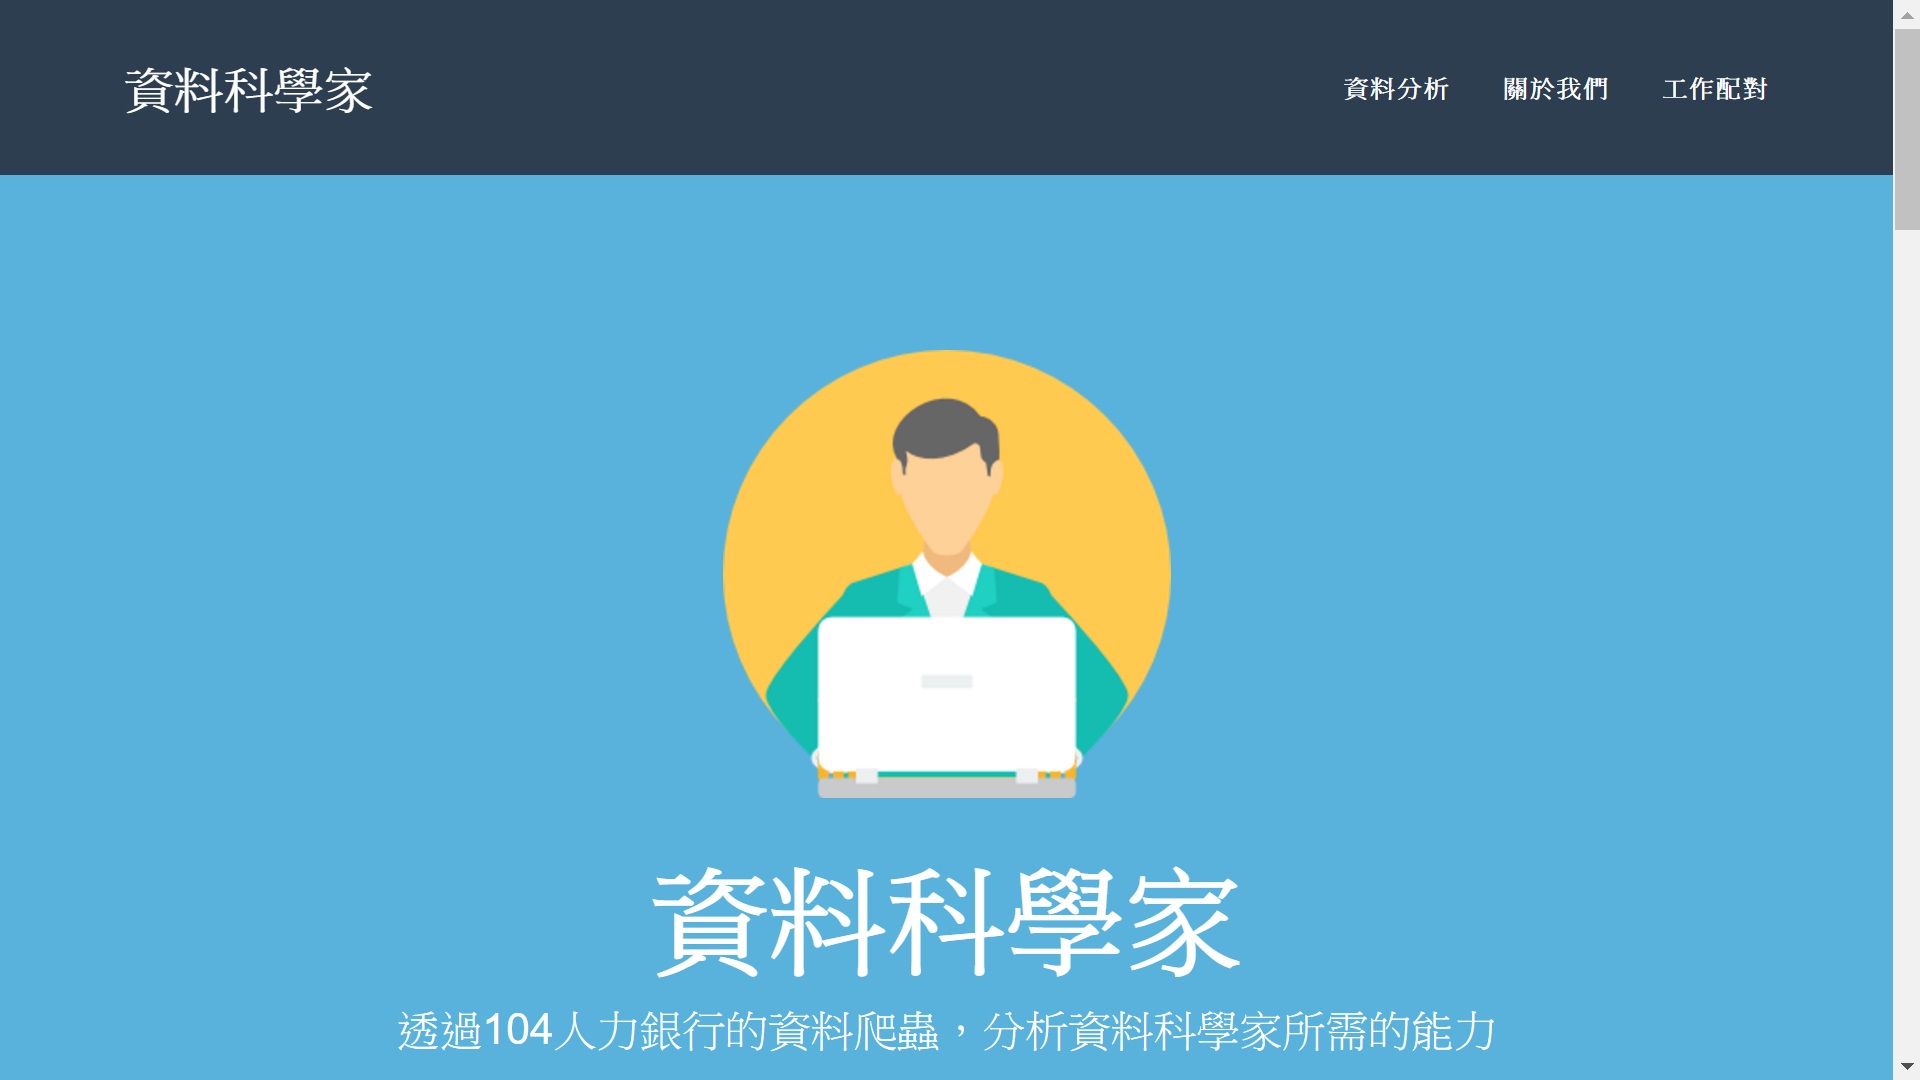 資料科學家
資料分析
關於我們
工作配對
資料科學家
透過104人力銀行的資料爬蟲，分析資料科學家所需的能力